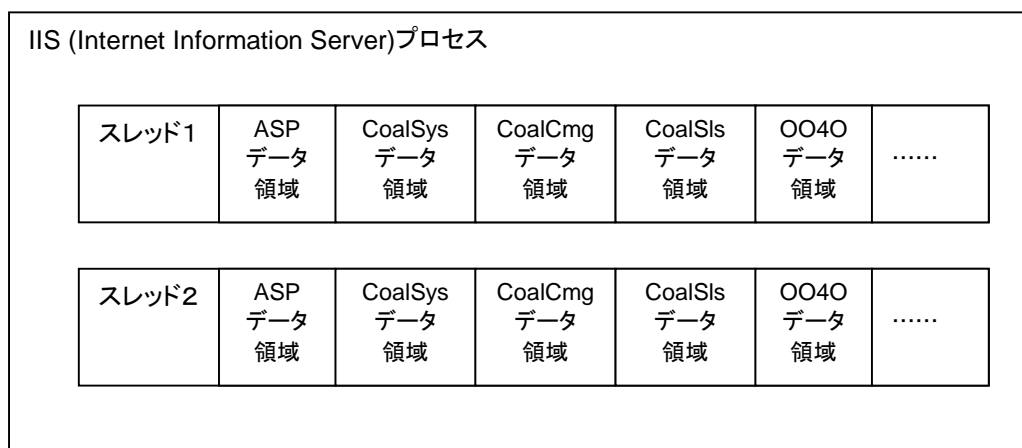 IIS (Internet Information Server)プロセス
スレッド1
ASP
データ
領域
CoalSys
データ
領域
CoalCmg
データ
領域
CoalSls
データ
領域
OO4O
データ
領域
……
スレッド2
ASP
データ
領域
CoalSys
データ
領域
CoalCmg
データ
領域
CoalSls
データ
領域
OO4O
データ
領域
……